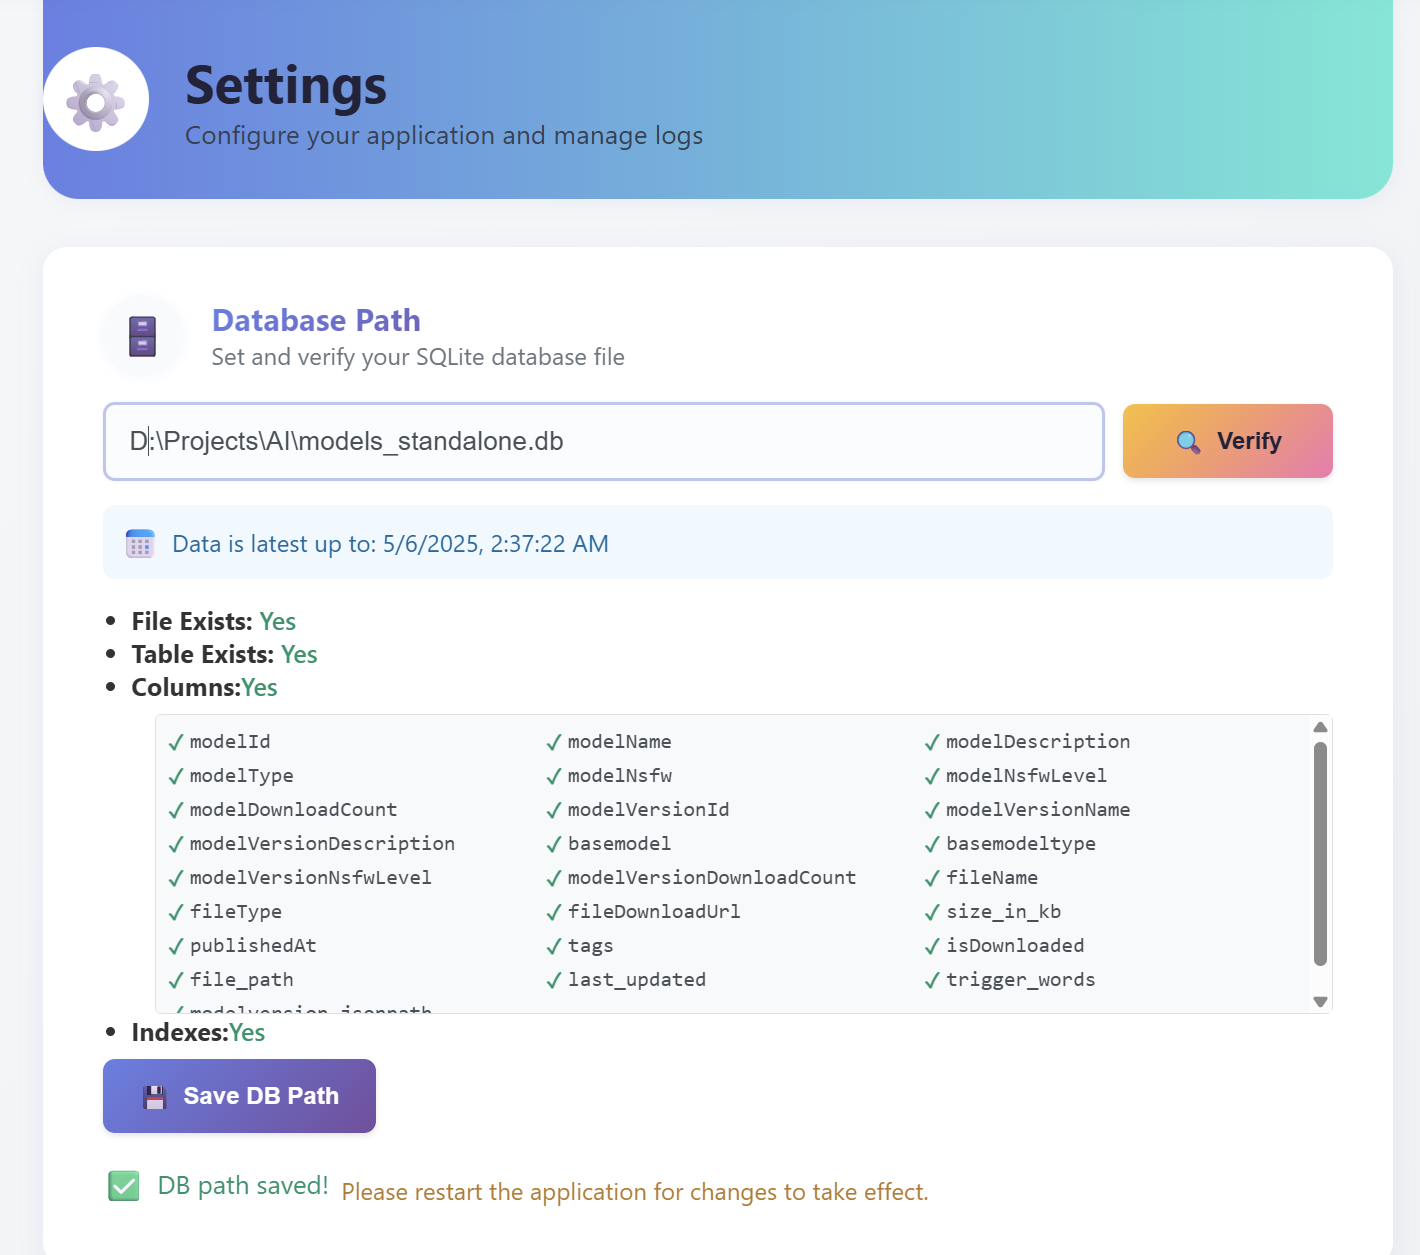 Settings
Configure your application and manage logs
Database Path
Set and verify your SQLite database file
D:\Projects\AI\models_standalone.db
Verify
Data is latest up to: 5/6/2025, 2:37:22 AM
File Exists: Yes
Table Exists: Yes
Columns:Yes
✓ modelId ✓ modelName ✓ modelDescription
✓ modelType ✓ modelNsfw ✓ modelNsfwLevel
✓ modelDownloadCount ✓ modelVersionId ✓ modelVersionName
✓ modelVersionDescription ✓ basemodel ✓ basemodeltype
✓ modelVersionNsfwLevel ✓ modelVersionDownloadCount ✓ fileName
✓ fileType ✓ fileDownloadUrl ✓ size_in_kb
✓ publishedAt ✓ tags ✓ isDownloaded
✓ file_path ✓ last_updated ✓ trigger_words
✓ modelversion_jsonpath
Indexes:Yes
Save DB Path
DB path saved! Please restart the application for changes to take effect.